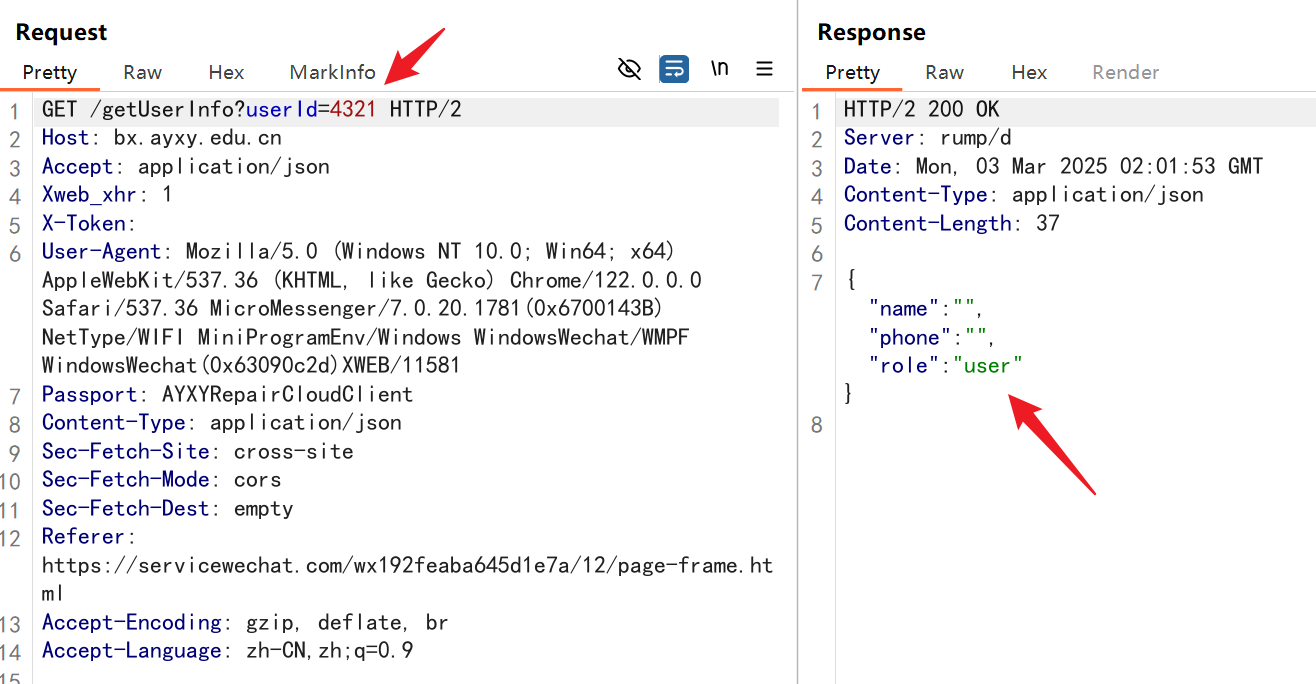 Request
Pretty Raw Hex MarkInfo \n
1 GET /getUserInfo?userId=4321 HTTP/2
2 Host: bx.ayxy.edu.cn
3 Accept: application/json
4 Xweb_xhr: 1
5 X-Token:
6 User-Agent: Mozilla/5.0 (Windows NT 10.0; Win64; x64)
AppleWebKit/537.36 (KHTML, like Gecko) Chrome/122.0.0.0
Safari/537.36 MicroMessenger/7.0.20.1781(0x6700143B)
NetType/WIFI MiniProgramEnv/Windows WindowsWechat/WMPF
WindowsWechat(0x63090c2d)XWEB/11581
7 Passport: AYXYRepairCloudClient
8 Content-Type: application/json
9 Sec-Fetch-Site: cross-site
10 Sec-Fetch-Mode: cors
11 Sec-Fetch-Dest: empty
12 Referer:
https://servicewechat.com/wx192feaba645d1e7a/12/page-frame.ht
ml
13 Accept-Encoding: gzip, deflate, br
14 Accept-Language: zh-CN,zh;q=0.9
15
Response
Pretty Raw Hex Render
1 HTTP/2 200 OK
2 Server: rump/d
3 Date: Mon, 03 Mar 2025 02:01:53 GMT
4 Content-Type: application/json
5 Content-Length: 37
6
7 {
"name":"",
"phone":"",
"role":"user"
}
8